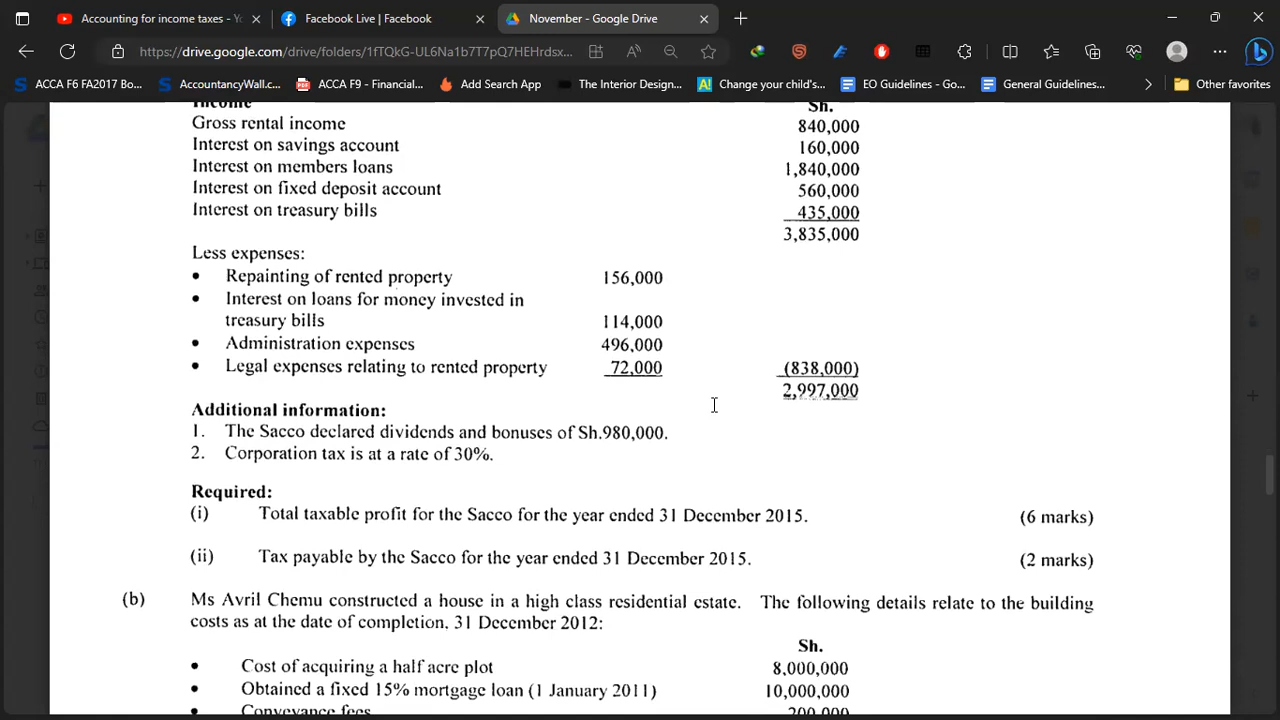 Accounting for income taxes - Yo
Facebook Live | Facebook
November - Google Drive
https://drive.google.com/drive/folders/1fTQkG-UL6Na1b7T7pQ7HEHrdsx...
ACCA F6 FA2017 Bo...
AccountancyWall.c...
ACCA F9 - Financial...
Add Search App
The Interior Design...
Change your child's...
EO Guidelines - Go...
General Guidelines...
Other favorites
Income Sh.
Gross rental income 840,000
Interest on savings account 160,000
Interest on members loans 1,840,000
Interest on fixed deposit account 560,000
Interest on treasury bills 435,000
3,835,000
Less expenses:
• Repainting of rented property 156,000
• Interest on loans for money invested in
treasury bills 114,000
• Administration expenses 496,000
• Legal expenses relating to rented property 72,000 (838,000)
2,997,000
Additional information:
1. The Sacco declared dividends and bonuses of Sh.980,000.
2. Corporation tax is at a rate of 30%.
Required:
(i) Total taxable profit for the Sacco for the year ended 31 December 2015. (6 marks)
(ii) Tax payable by the Sacco for the year ended 31 December 2015. (2 marks)
(b) Ms Avril Chemu constructed a house in a high class residential estate. The following details relate to the building
costs as at the date of completion, 31 December 2012:
Sh.
• Cost of acquiring a half acre plot 8,000,000
• Obtained a fixed 15% mortgage loan (1 January 2011) 10,000,000
• Conveyance fees 200,000